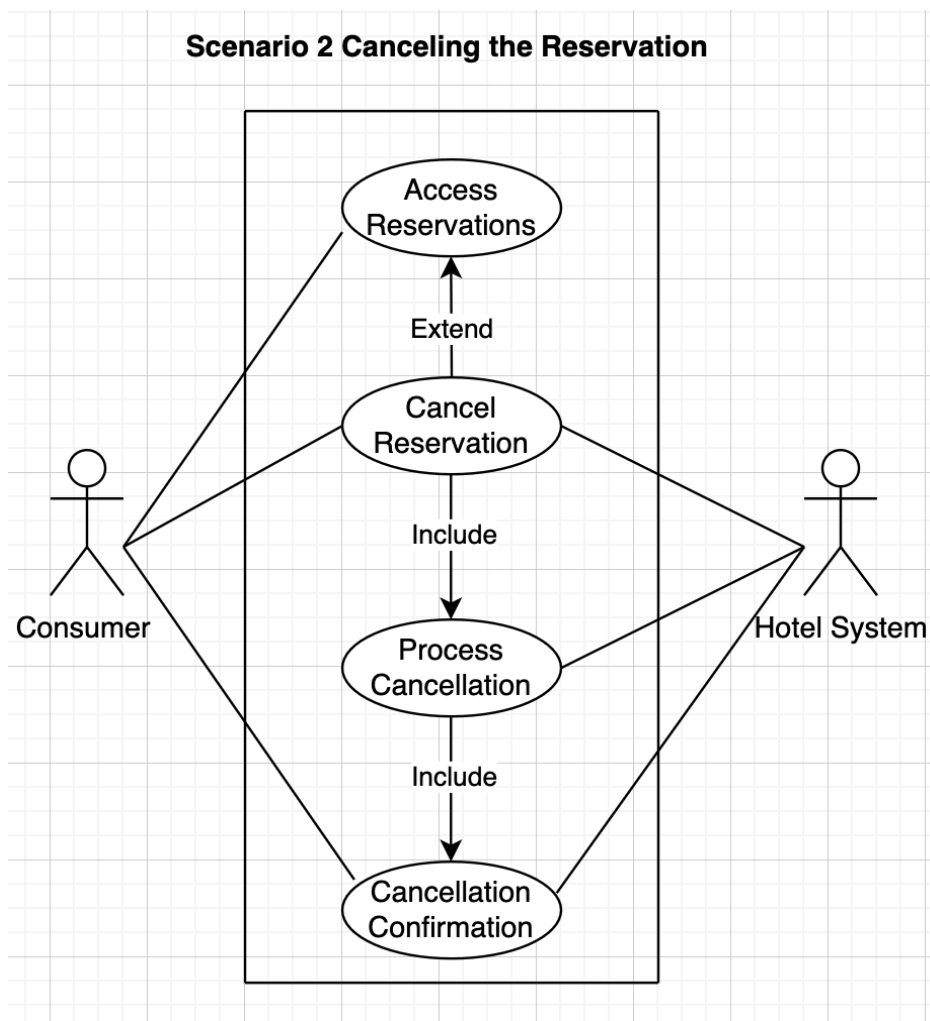 Scenario 2 Canceling the Reservation
Access
Reservations
Extend
Cancel
Reservation
Include
Consumer
Hotel System
Process
Cancellation
Include
Cancellation
Confirmation